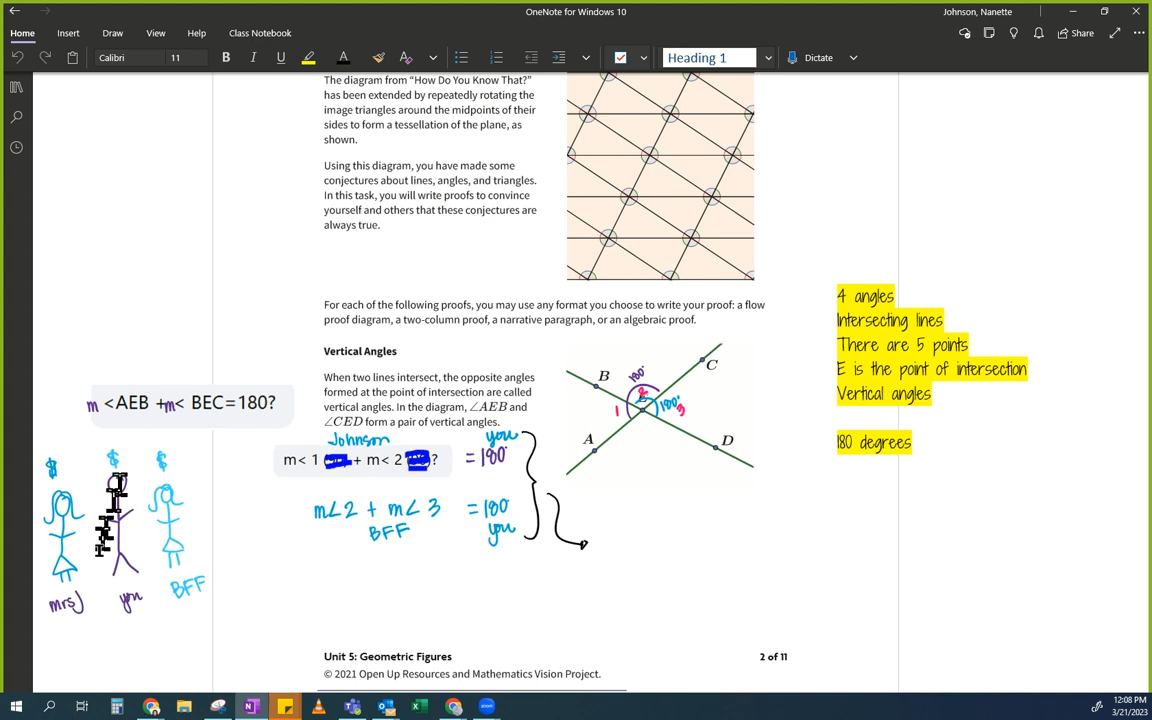 OneNote for Windows 10
Johnson, Nanette
Home Insert Draw View Help Class Notebook
Share
Calibri 11 B I U A Heading 1 Dictate
The diagram from “How Do You Know That?”
has been extended by repeatedly rotating the
image triangles around the midpoints of their
sides to form a tessellation of the plane, as
shown.
Using this diagram, you have made some
conjectures about lines, angles, and triangles.
In this task, you will write proofs to convince
yourself and others that these conjectures are
always true.
For each of the following proofs, you may use any format you choose to write your proof: a flow
proof diagram, a two-column proof, a narrative paragraph, or an algebraic proof.
Vertical Angles
When two lines intersect, the opposite angles
formed at the point of intersection are called
vertical angles. In the diagram, ∠AEB and
∠CED form a pair of vertical angles.
B
C
180°
2
1
180°
3
A
D
4 angles
Intersecting lines
There are 5 points
E is the point of intersection
Vertical angles
180 degrees
m <AEB +m< BEC=180?
Johnson
you
m< 1 + m< 2 ? = 180°
m∠2 + m∠3 = 180°
BFF
you
$ $ $
mrsJ you BFF
Unit 5: Geometric Figures
2 of 11
© 2021 Open Up Resources and Mathematics Vision Project.
12:08 PM
3/21/2023